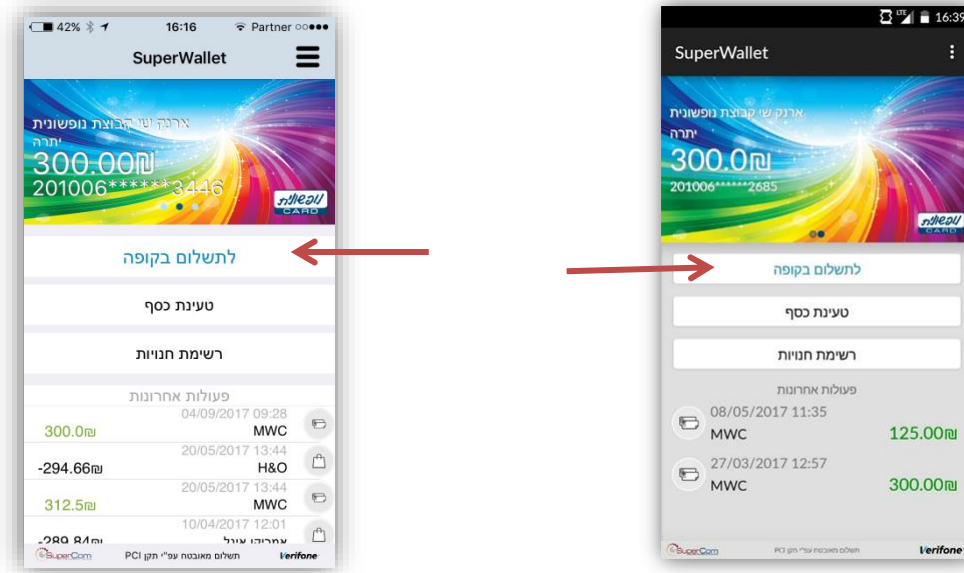 42% 16:16 Partner
SuperWallet
ארנק שי קבוצת נופשונית
יתרה
300.00₪
201006******3446
נופשונית
CARD
לתשלום בקופה
טעינת כסף
רשימת חנויות
פעולות אחרונות
04/09/2017 09:28
MWC 300.0₪
20/05/2017 13:44
H&O -294.66₪
20/05/2017 13:44
MWC 312.5₪
10/04/2017 12:01
אמריקן איגל -289.84₪
SuperCom תשלום מאובטח עפ"י תקן PCI Verifone
LTE 16:39
SuperWallet
ארנק שי קבוצת נופשונית
יתרה
300.0₪
201006******2685
נופשונית
CARD
לתשלום בקופה
טעינת כסף
רשימת חנויות
פעולות אחרונות
08/05/2017 11:35
MWC 125.00₪
27/03/2017 12:57
MWC 300.00₪
SuperCom תשלום מאובטח עפ"י תקן PCI Verifone